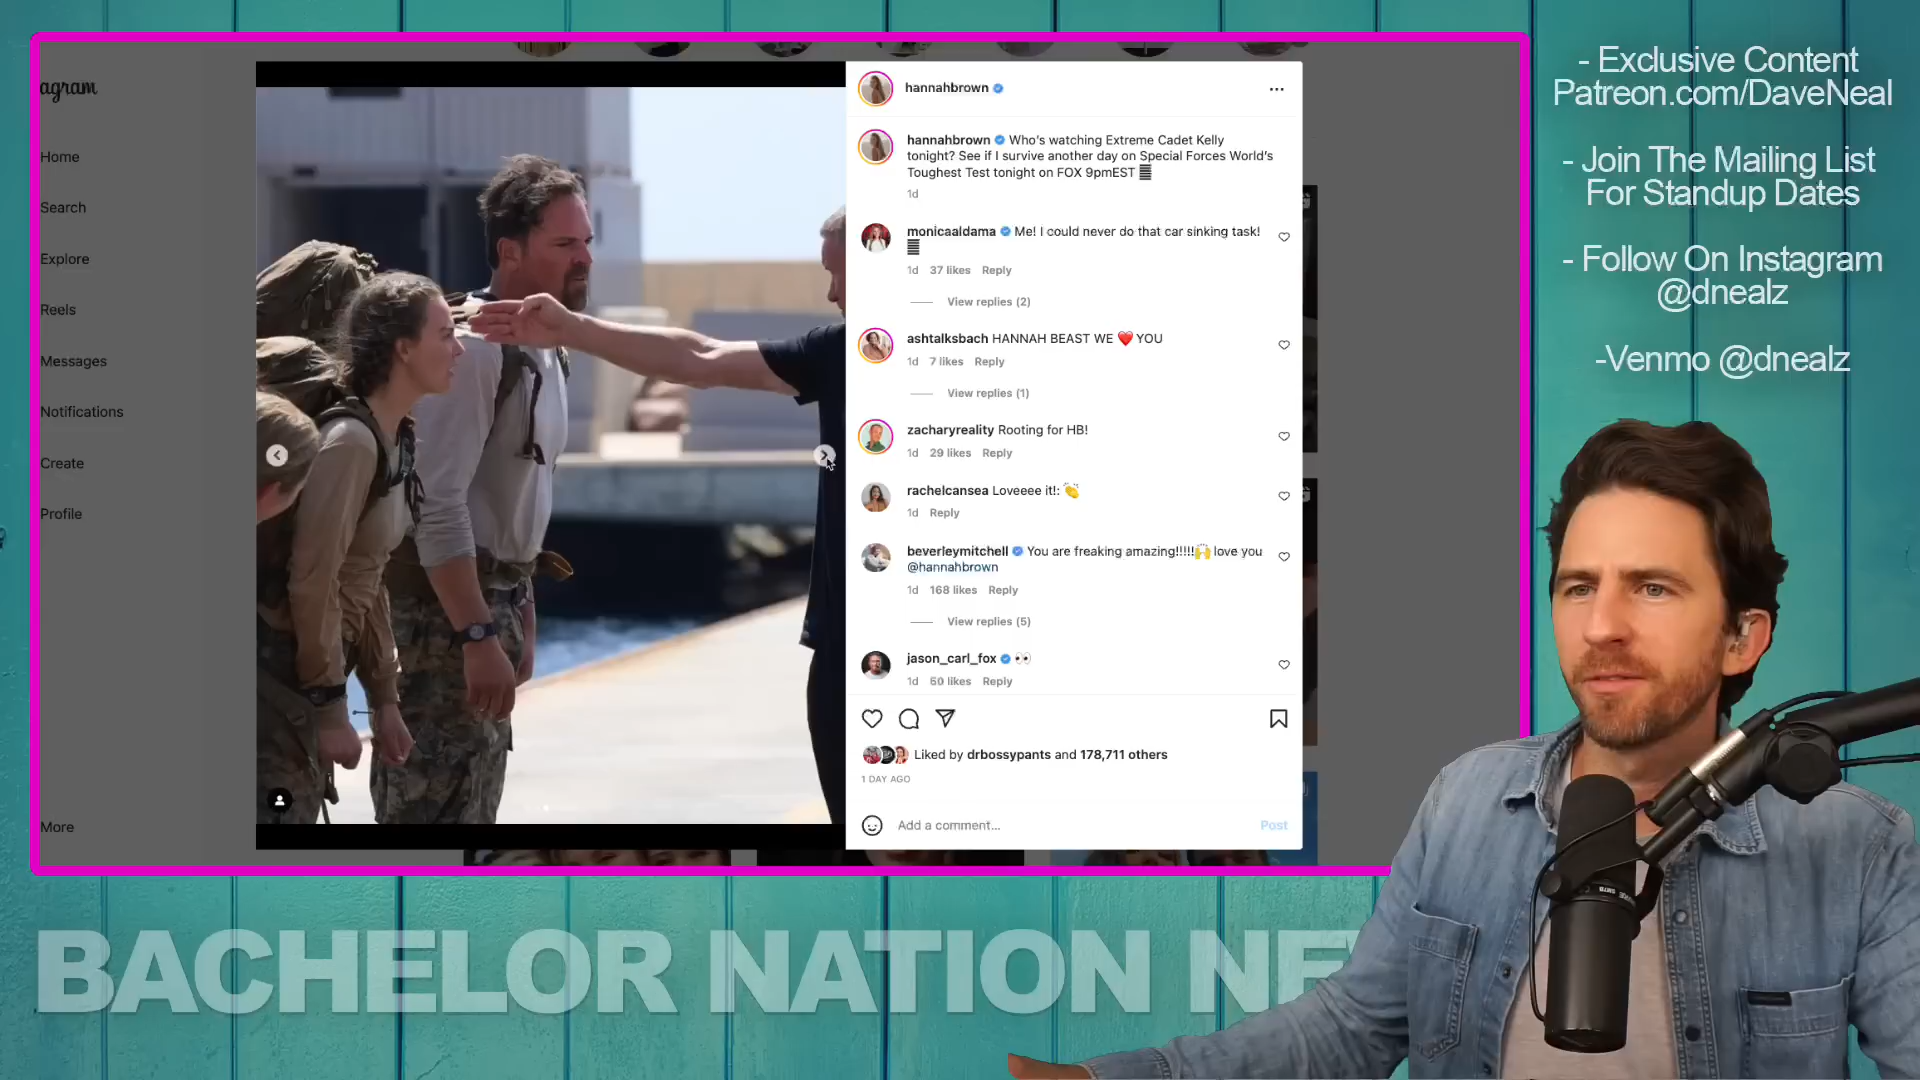 agram
Home
Search
Explore
Reels
Messages
Notifications
Create
Profile
More
hannahbrown
hannahbrown Who's watching Extreme Cadet Kelly
tonight? See if I survive another day on Special Forces World's
Toughest Test tonight on FOX 9pmEST
1d
monicaaldama Me! I could never do that car sinking task!
1d 37 likes Reply
View replies (2)
ashtalksbach HANNAH BEAST WE ❤️ YOU
1d 7 likes Reply
View replies (1)
zacharyreality Rooting for HB!
1d 29 likes Reply
rachelcansea Loveeee it!: 👏
1d Reply
beverleymitchell You are freaking amazing!!!!!🙌 love you
@hannahbrown
1d 168 likes Reply
View replies (5)
jason_carl_fox 👀
1d 60 likes Reply
Liked by drbossypants and 178,711 others
1 DAY AGO
Add a comment...
Post
- Exclusive Content
Patreon.com/DaveNeal
- Join The Mailing List
For Standup Dates
- Follow On Instagram
@dnealz
-Venmo @dnealz
BACHELOR NATION NE